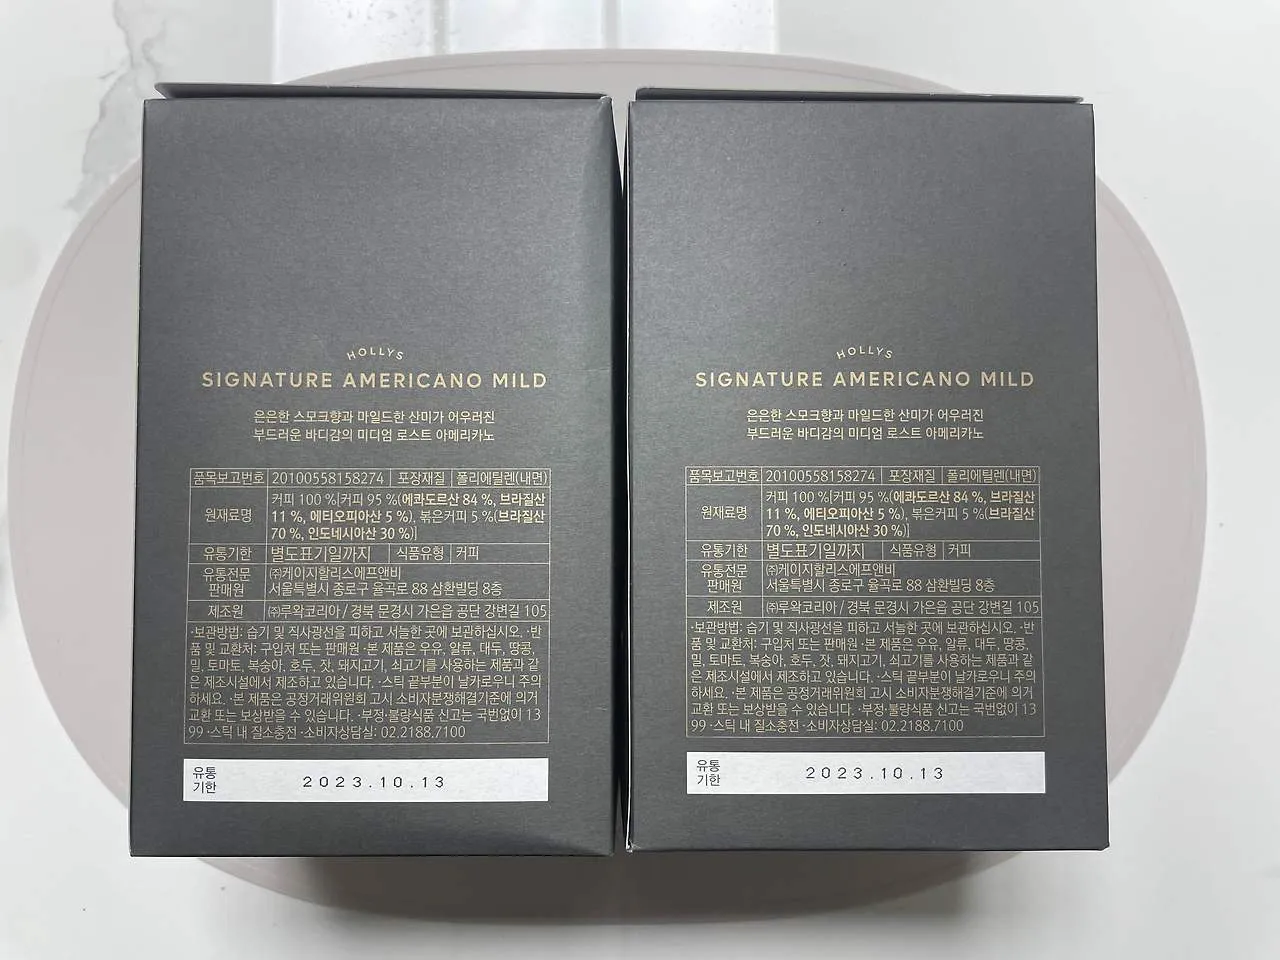 HOLLYS
SIGNATURE AMERICANO MILD
은은한 스모크향과 마일드한 산미가 어우러진
부드러운 바디감의 미디엄 로스트 아메리카노
품목보고번호 20100558158274 포장재질 폴리에틸렌(내면)
원재료명 커피 100 %[커피 95 %(에콰도르산 84 %, 브라질산
11 %, 에티오피아산 5 %), 볶은커피 5 %(브라질산
70 %, 인도네시아산 30 %)]
유통기한 별도표기일까지 식품유형 커피
유통전문
판매원
㈜케이지할리스에프앤비
서울특별시 종로구 율곡로 88 삼환빌딩 8층
제조원 ㈜루왁코리아 / 경북 문경시 가은읍 공단 강변길 105
·보관방법: 습기 및 직사광선을 피하고 서늘한 곳에 보관하십시오. ·반
품 및 교환처: 구입처 또는 판매원 ·본 제품은 우유, 알류, 대두, 땅콩,
밀, 토마토, 복숭아, 호두, 잣, 돼지고기, 쇠고기를 사용하는 제품과 같
은 제조시설에서 제조하고 있습니다. ·스틱 끝부분이 날카로우니 주의
하세요. ·본 제품은 공정거래위원회 고시 소비자분쟁해결기준에 의거
교환 또는 보상받을 수 있습니다. ·부정·불량식품 신고는 국번없이 13
99 ·스틱 내 질소충전 ·소비자상담실: 02.2188.7100
유통
기한
2023.10.13
HOLLYS
SIGNATURE AMERICANO MILD
은은한 스모크향과 마일드한 산미가 어우러진
부드러운 바디감의 미디엄 로스트 아메리카노
품목보고번호 20100558158274 포장재질 폴리에틸렌(내면)
원재료명 커피 100 %[커피 95 %(에콰도르산 84 %, 브라질산
11 %, 에티오피아산 5 %), 볶은커피 5 %(브라질산
70 %, 인도네시아산 30 %)]
유통기한 별도표기일까지 식품유형 커피
유통전문
판매원
㈜케이지할리스에프앤비
서울특별시 종로구 율곡로 88 삼환빌딩 8층
제조원 ㈜루왁코리아 / 경북 문경시 가은읍 공단 강변길 105
·보관방법: 습기 및 직사광선을 피하고 서늘한 곳에 보관하십시오. ·반
품 및 교환처: 구입처 또는 판매원 ·본 제품은 우유, 알류, 대두, 땅콩,
밀, 토마토, 복숭아, 호두, 잣, 돼지고기, 쇠고기를 사용하는 제품과 같
은 제조시설에서 제조하고 있습니다. ·스틱 끝부분이 날카로우니 주의
하세요. ·본 제품은 공정거래위원회 고시 소비자분쟁해결기준에 의거
교환 또는 보상받을 수 있습니다. ·부정·불량식품 신고는 국번없이 13
99 ·스틱 내 질소충전 ·소비자상담실: 02.2188.7100
유통
기한
2023.10.13